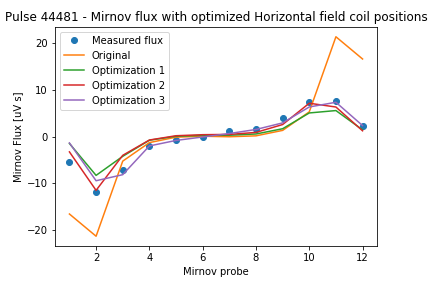 Pulse 44481 - Mirnov flux with optimized Horizontal field coil positions
Measured flux
Original
Optimization 1
Optimization 2
Optimization 3
Mirnov Flux [uV s]
20
10
0
−10
−20
2 4 6 8 10 12
Mirnov probe